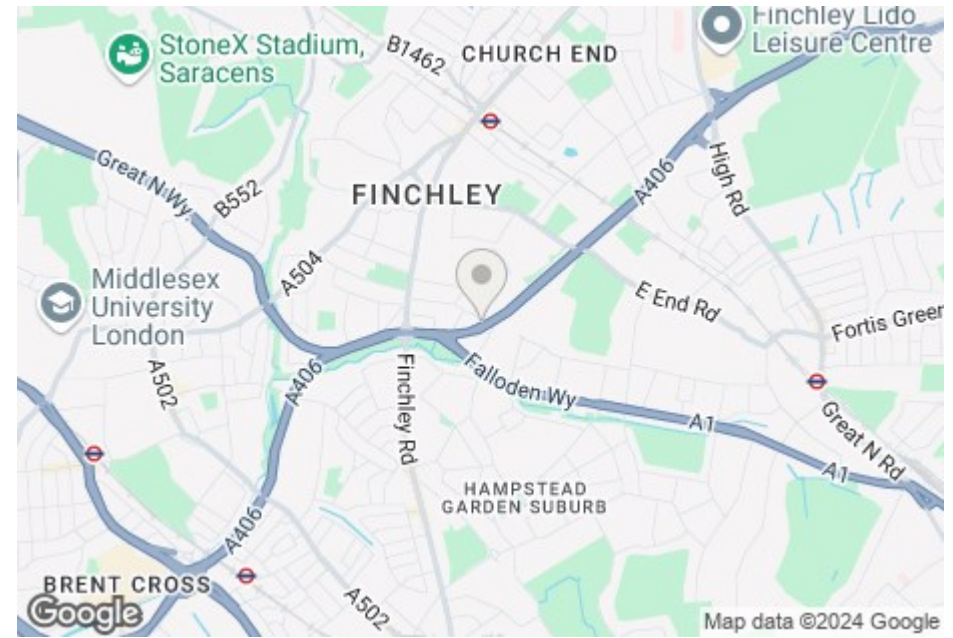 StoneX Stadium,
Saracens
B1462
CHURCH END
Finchley Lido
Leisure Centre
Great N Wy
B552
FINCHLEY
A406
High Rd
A504
Middlesex
University
London
E End Rd
Fortis Green
A502
A406
Finchley Rd
Falloden Wy
A1
Great N Rd
A1
HAMPSTEAD
GARDEN SUBURB
A406
BRENT CROSS
A502
Google
Map data ©2024 Google